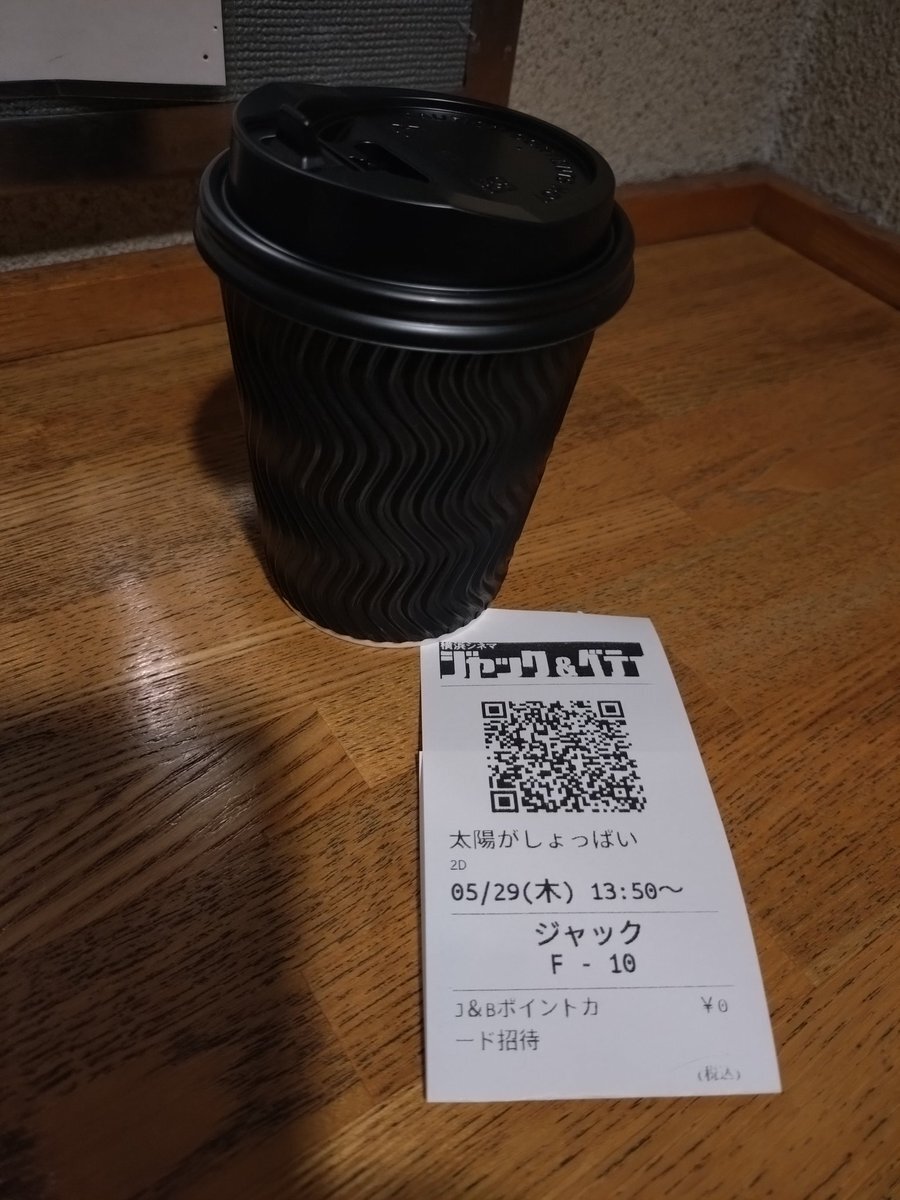 横浜シネマ
ジャック&ベティ
太陽がしょっぱい
2D
05/29(木) 13:50〜
ジャック
F - 10
J&Bポイントカ ¥0
ード招待
(税込)